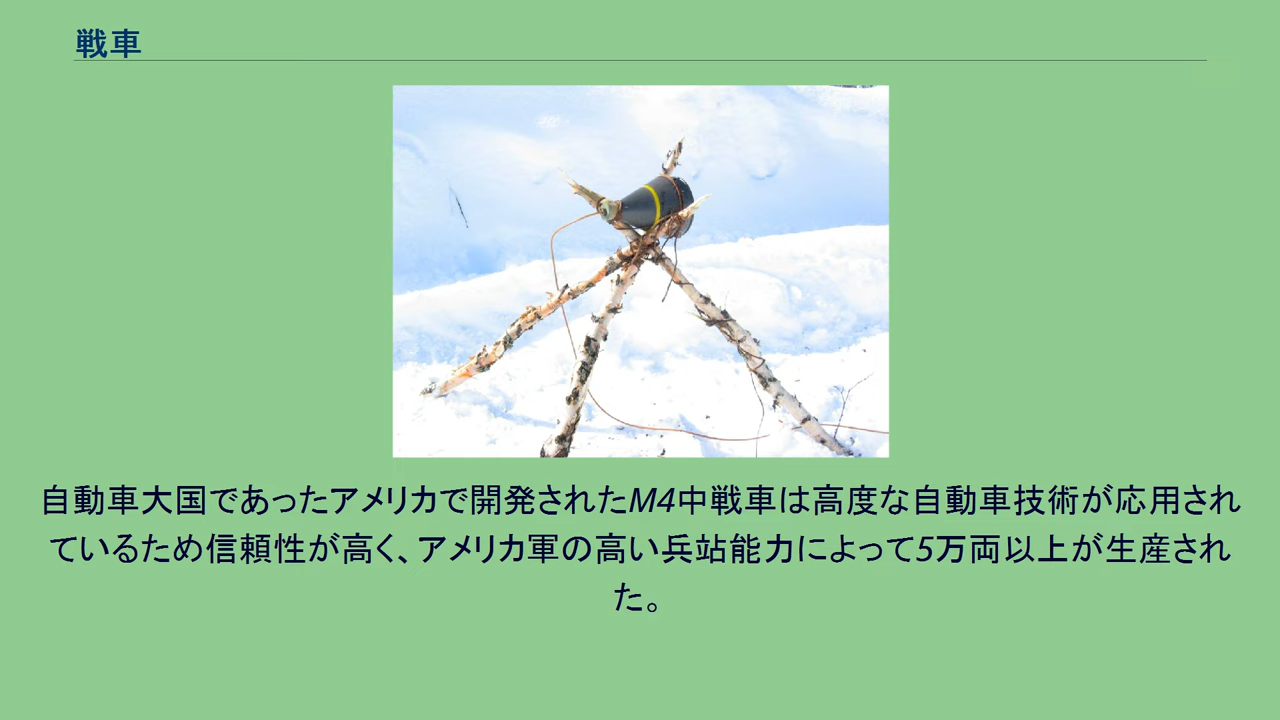 戦車
自動車大国であったアメリカで開発されたM4中戦車は高度な自動車技術が応用され
ているため信頼性が高く、アメリカ軍の高い兵站能力によって5万両以上が生産され
た。